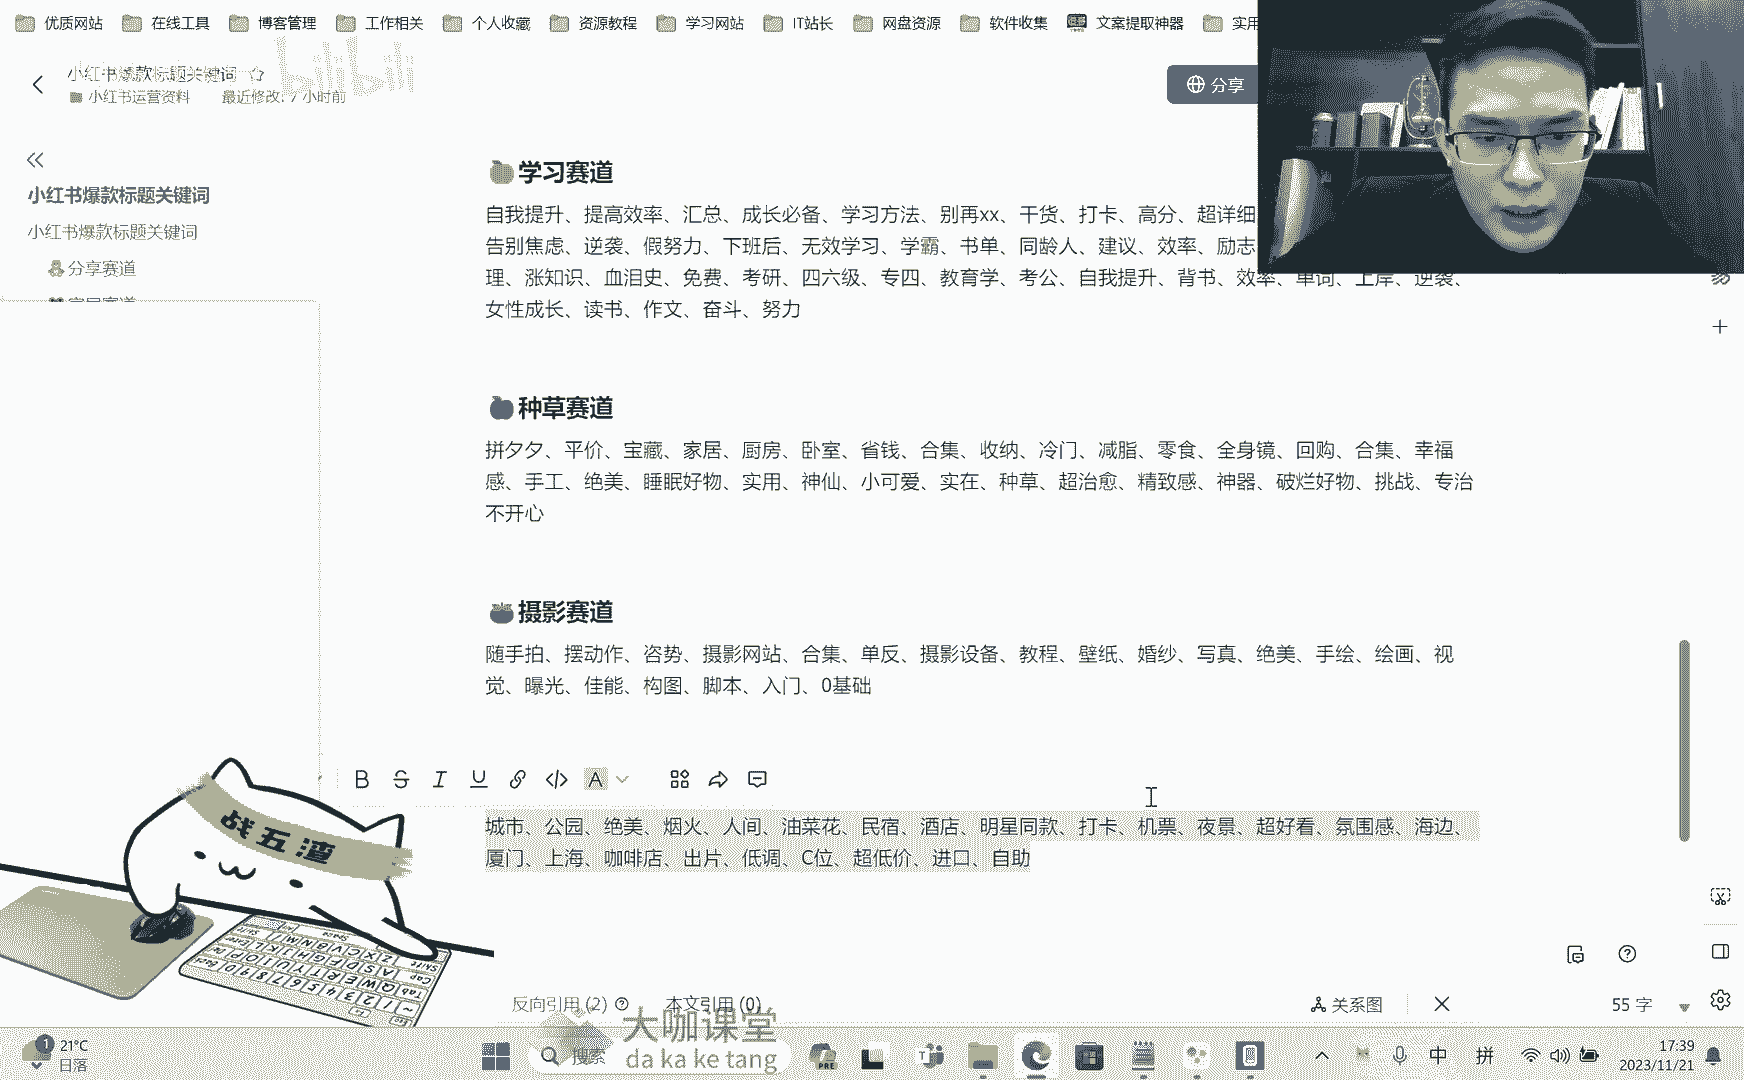 优质网站 在线工具 博客管理 工作相关 个人收藏 资源教程 学习网站 IT站长 网盘资源 软件收集 文案提取神器 实用
小红书爆款标题关键词
bilibili
小红书运营资料 最近修改: 7 小时前
分享
小红书爆款标题关键词
小红书爆款标题关键词
分享赛道
学习赛道
自我提升、提高效率、汇总、成长必备、学习方法、别再xx、干货、打卡、高分、超详细
告别焦虑、逆袭、假努力、下班后、无效学习、学霸、书单、同龄人、建议、效率、励志
理、涨知识、血泪史、免费、考研、四六级、专四、教育学、考公、自我提升、背书、效率、单词、上岸、逆袭、
女性成长、读书、作文、奋斗、努力
种草赛道
拼夕夕、平价、宝藏、家居、厨房、卧室、省钱、合集、收纳、冷门、减脂、零食、全身镜、回购、合集、幸福
感、手工、绝美、睡眠好物、实用、神仙、小可爱、实在、种草、超治愈、精致感、神器、破烂好物、挑战、专治
不开心
摄影赛道
随手拍、摆动作、咨势、摄影网站、合集、单反、摄影设备、教程、壁纸、婚纱、写真、绝美、手绘、绘画、视
觉、曝光、佳能、构图、脚本、入门、0基础
B S I U A
城市、公园、绝美、烟火、人间、油菜花、民宿、酒店、明星同款、打卡、机票、夜景、超好看、氛围感、海边、
厦门、上海、咖啡店、出片、低调、C位、超低价、进口、自助
战五渣
反向引用 (2) 本文引用 (0) 关系图 55 字
大咖课堂
da ka ke tang
1 21°C
日落
搜索
PRE
中 拼
17:39
2023/11/21